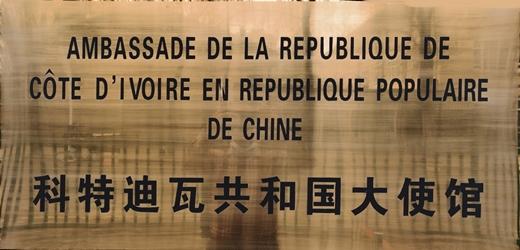 AMBASSADE DE LA REPUBLIQUE DE
CÔTE D'IVOIRE EN REPUBLIQUE POPULAIRE
DE CHINE
科特迪瓦共和国大使馆